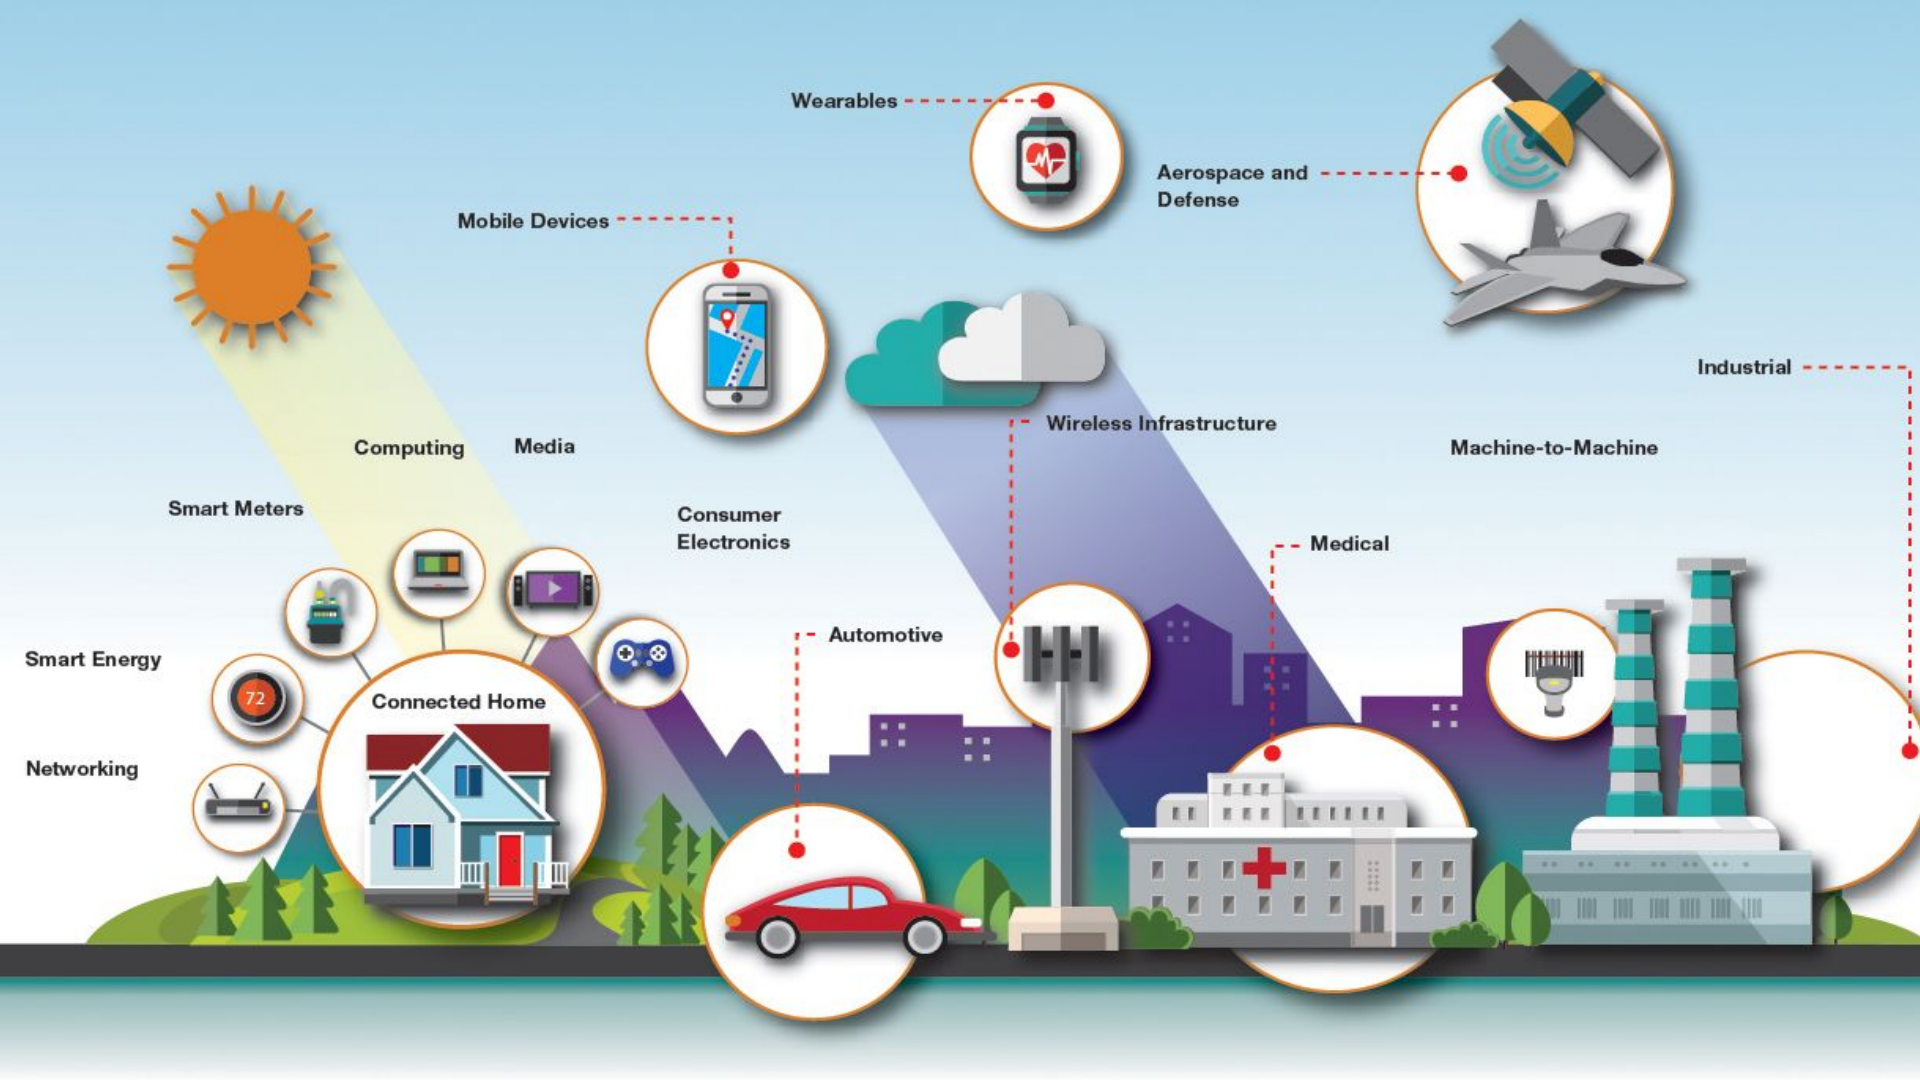 Wearables
Aerospace and
Defense
Mobile Devices
Industrial
Wireless Infrastructure
Computing
Media
Machine-to-Machine
Smart Meters
Consumer
Electronics
Medical
Automotive
Smart Energy
72
Connected Home
Networking